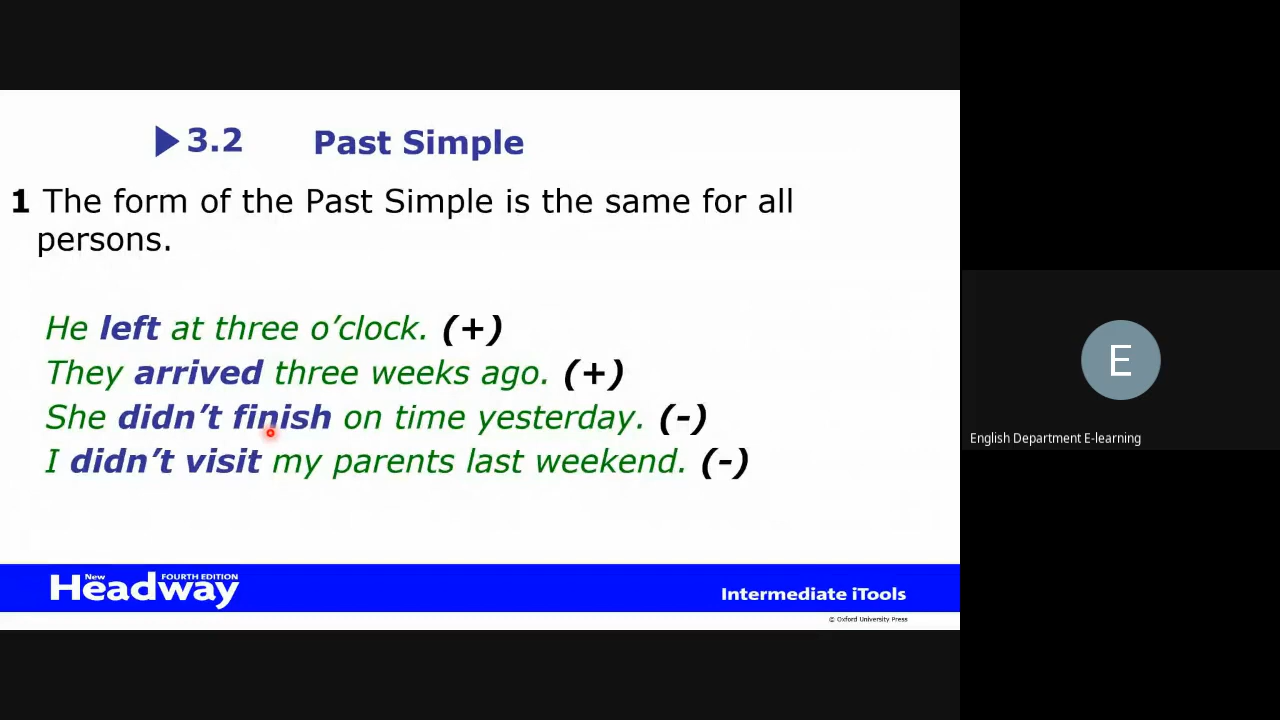 3.2 Past Simple
1 The form of the Past Simple is the same for all
persons.
He left at three o’clock. (+)
They arrived three weeks ago. (+)
She didn’t finish on time yesterday. (-)
I didn’t visit my parents last weekend. (-)
New Headway FOURTH EDITION
Intermediate iTools
© Oxford University Press
E
English Department E-learning